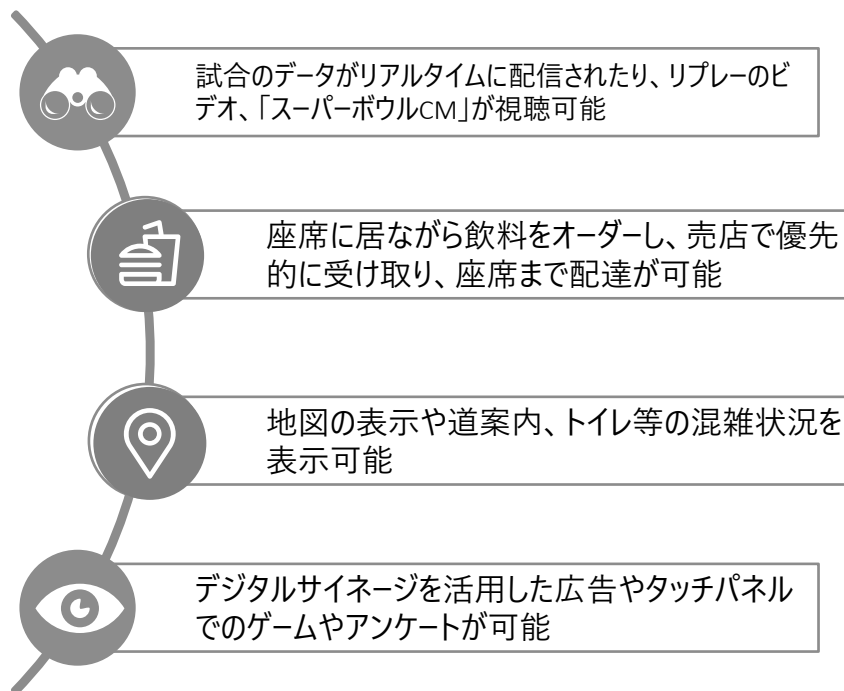 試合のデータがリアルタイムに配信されたり、リプレーのビ
デオ、「スーパーボウルCM」が視聴可能
座席に居ながら飲料をオーダーし、売店で優先
的に受け取り、座席まで配達が可能
地図の表示や道案内、トイレ等の混雑状況を
表示可能
デジタルサイネージを活用した広告やタッチパネル
でのゲームやアンケートが可能